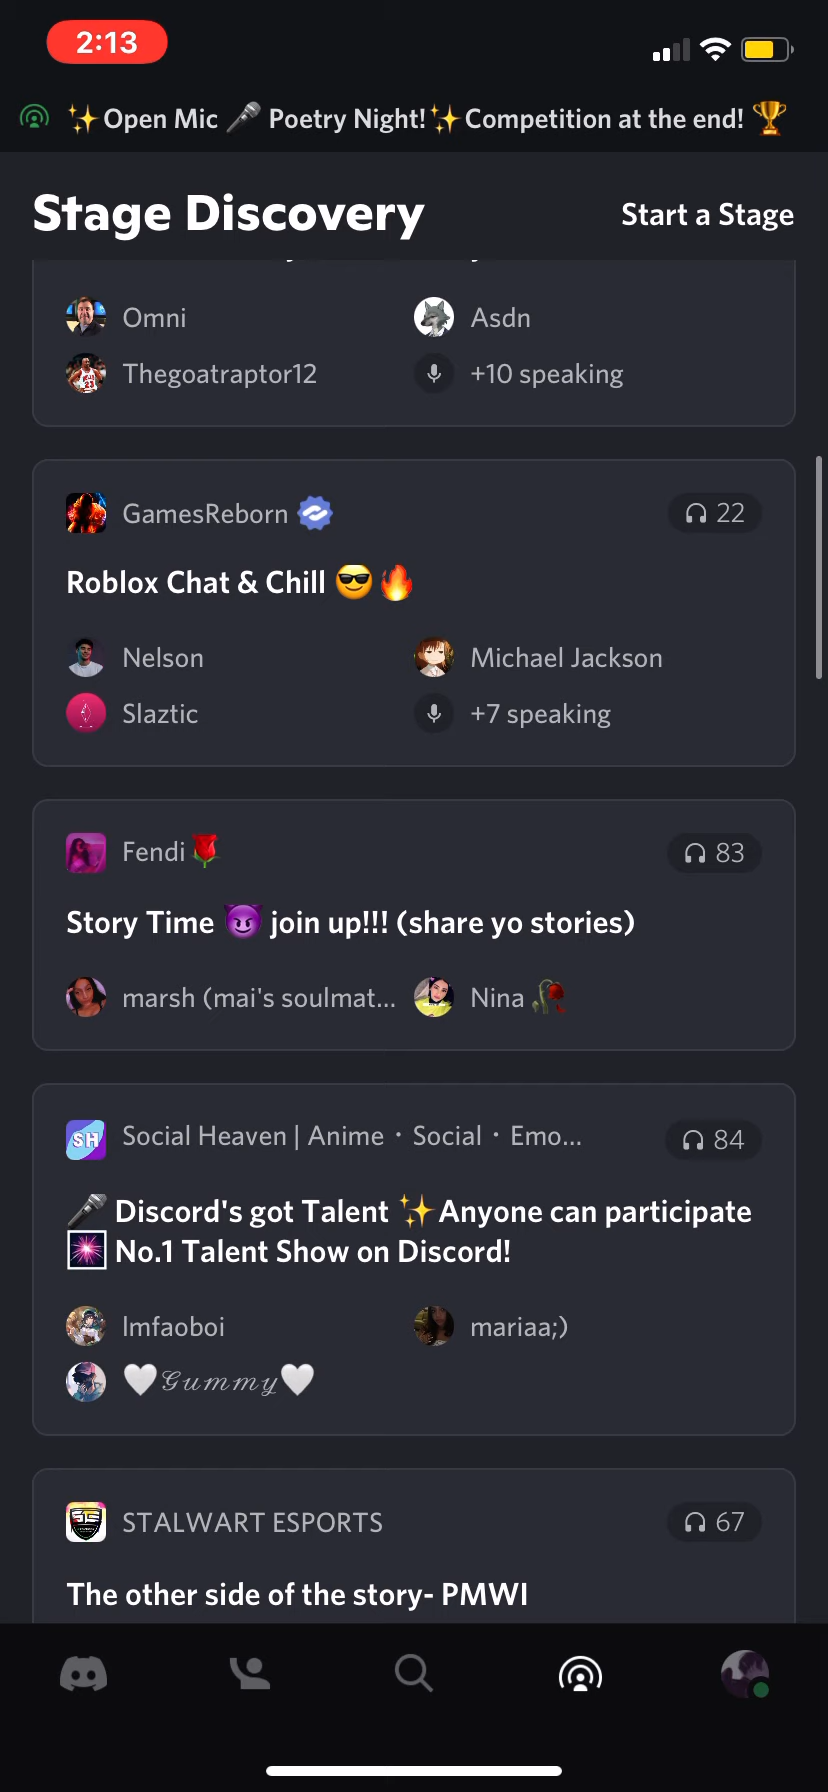 2:13
✨Open Mic 🎤 Poetry Night!✨Competition at the end! 🏆
Stage Discovery
Start a Stage
Omni
Asdn
Thegoatraptor12
+10 speaking
GamesReborn
22
Roblox Chat & Chill 😎🔥
Nelson
Michael Jackson
Slaztic
+7 speaking
Fendi🌹
83
Story Time 😈 join up!!! (share yo stories)
marsh (mai's soulmat...
Nina 🥀
SH
Social Heaven | Anime · Social · Emo...
84
🎤 Discord's got Talent ✨Anyone can participate
🎆 No.1 Talent Show on Discord!
lmfaoboi
mariaa;)
🤍𝒢𝓊𝓂𝓂𝓎🤍
STALWART ESPORTS
67
The other side of the story- PMWI